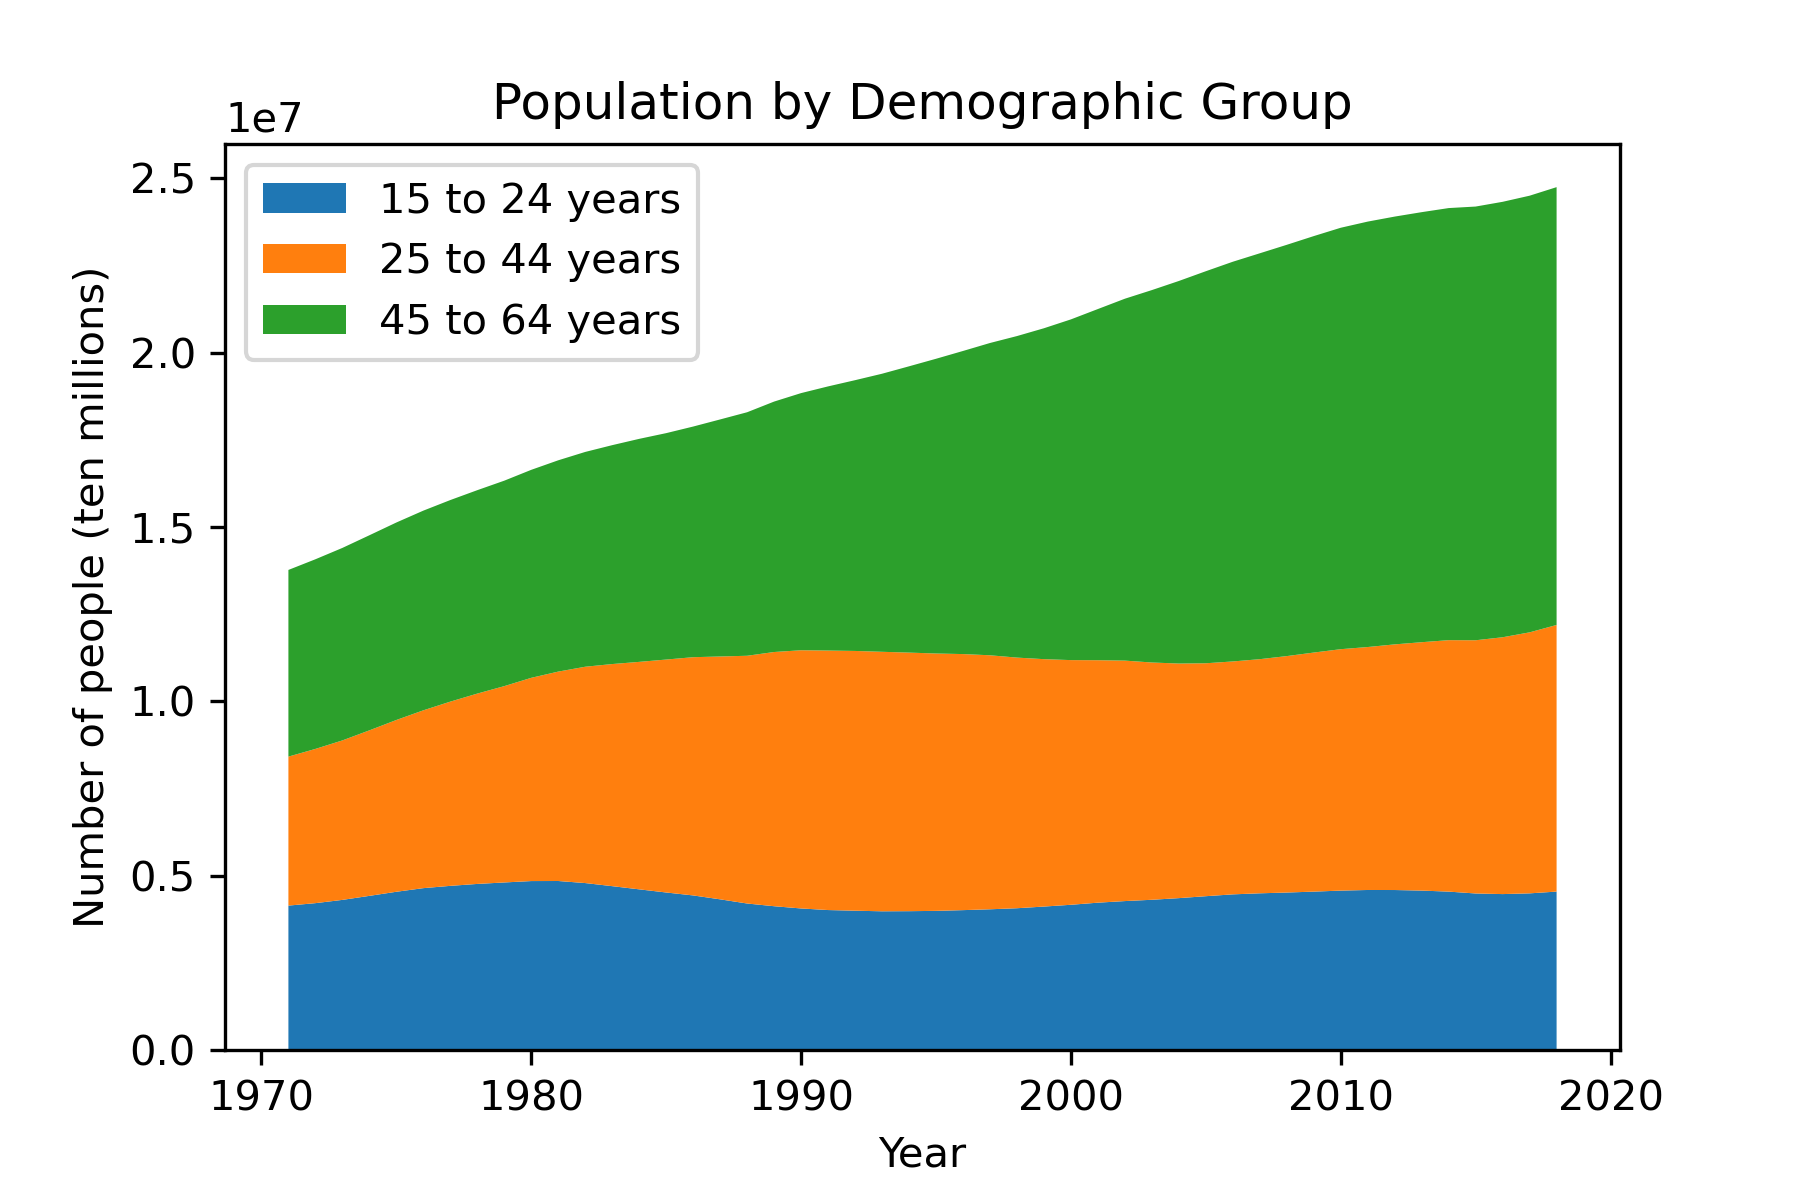 Population by Demographic Group
1e7
2.5
2.0
1.5
1.0
0.5
0.0
Number of people (ten millions)
15 to 24 years
25 to 44 years
45 to 64 years
1970 1980 1990 2000 2010 2020
Year